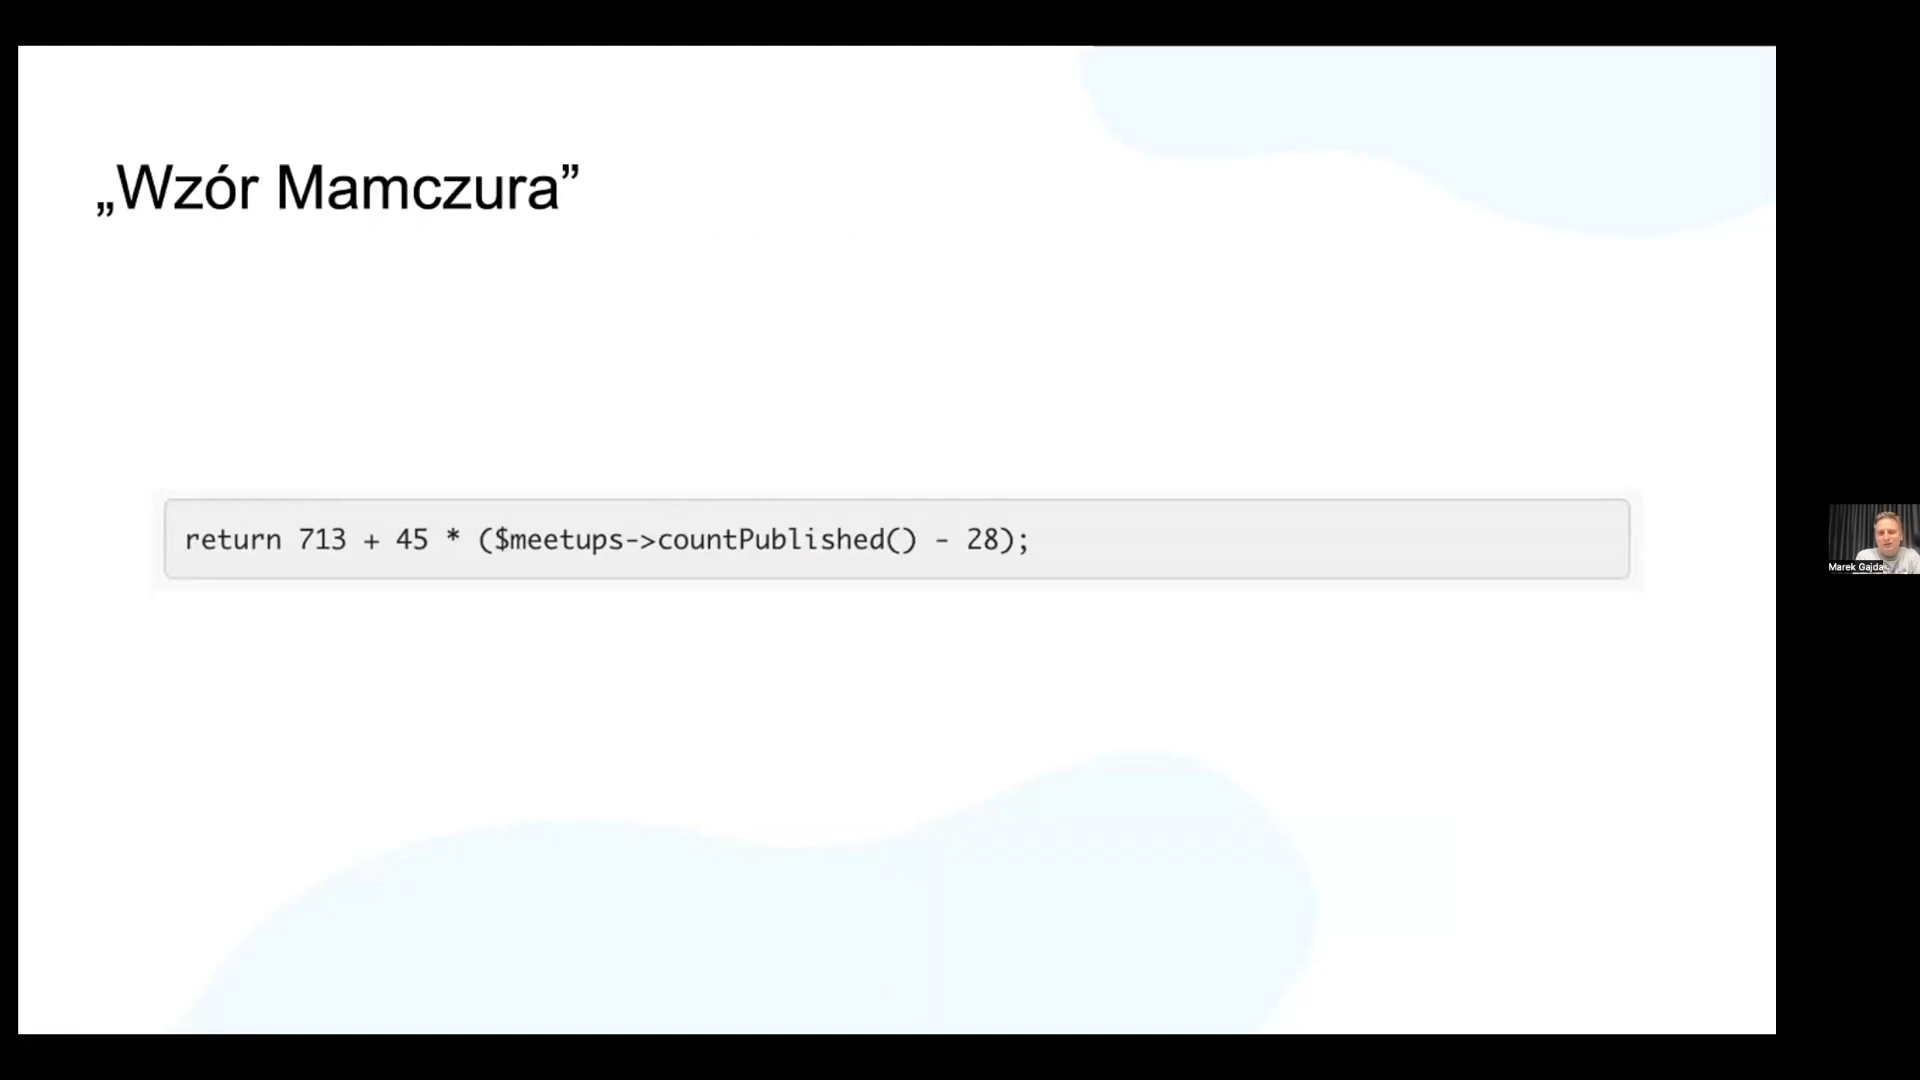 „Wzór Mamczura”
return 713 + 45 * ($meetups->countPublished() - 28);
Marek Gajda